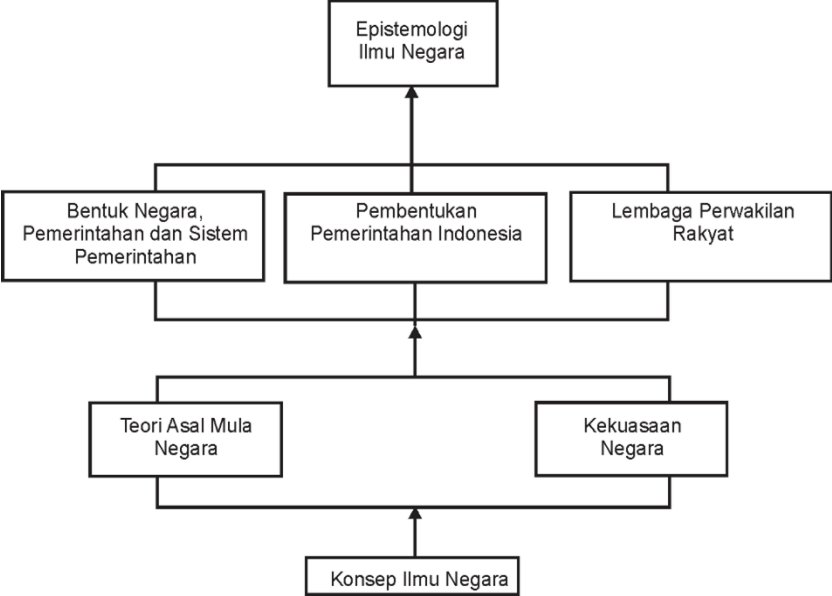 Epistemologi
Ilmu Negara
Bentuk Negara,
Pemerintahan dan Sistem
Pemerintahan
Pembentukan
Pemerintahan Indonesia
Lembaga Perwakilan
Rakyat
Teori Asal Mula
Negara
Kekuasaan
Negara
Konsep Ilmu Negara